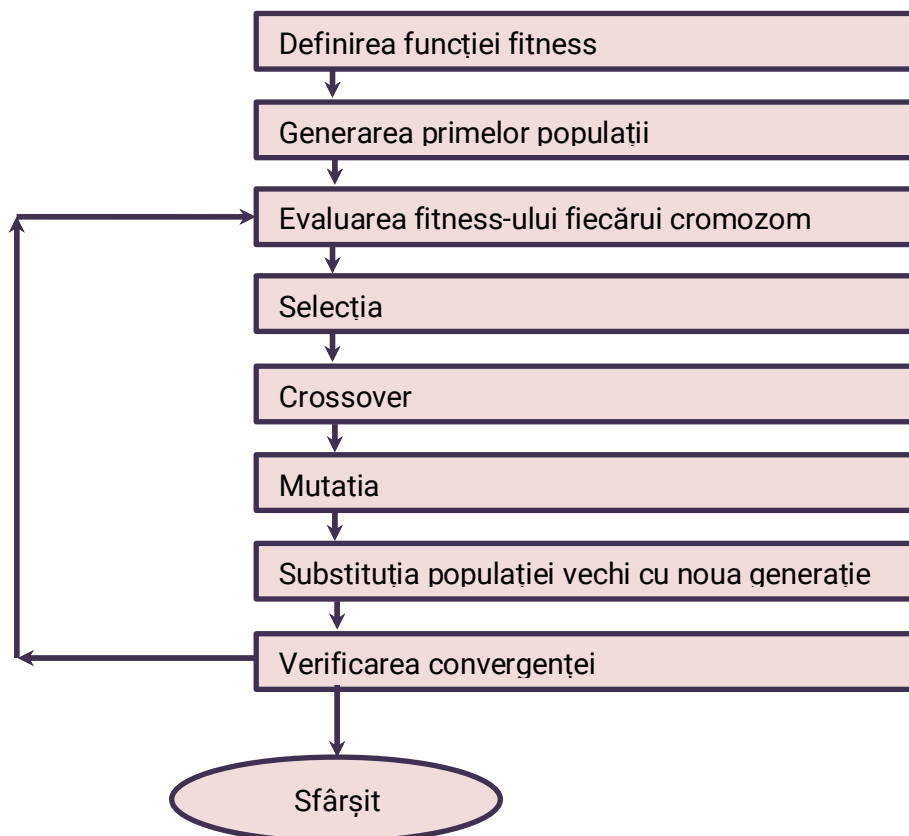 Definirea funcției fitness
Generarea primelor populații
Evaluarea fitness-ului fiecărui cromozom
Selecția
Crossover
Mutatia
Substituția populației vechi cu noua generație
Verificarea convergenței
Sfârșit